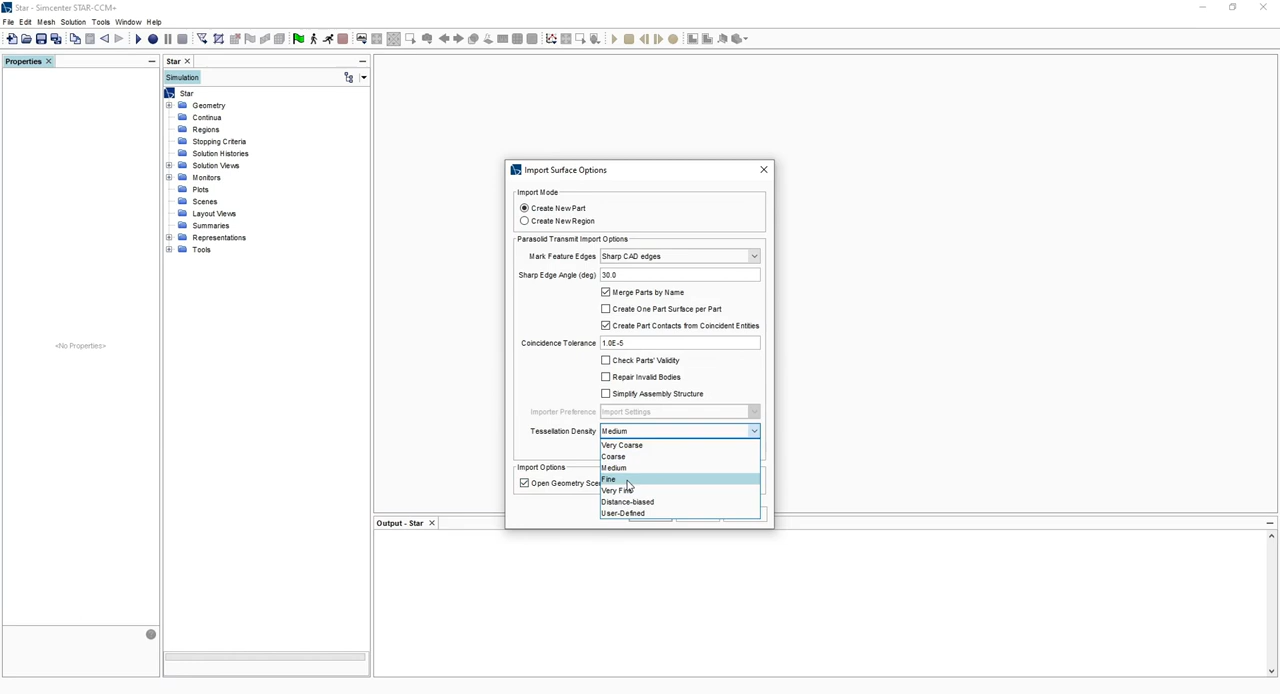 Star - Simcenter STAR-CCM+
File Edit Mesh Solution Tools Window Help
Properties
Star
Simulation
Star
Geometry
Continua
Regions
Stopping Criteria
Solution Histories
Solution Views
Monitors
Plots
Scenes
Layout Views
Summaries
Representations
Tools
<No Properties>
Import Surface Options
Import Mode
Create New Part
Create New Region
Parasolid Transmit Import Options
Mark Feature Edges Sharp CAD edges
Sharp Edge Angle (deg) 30.0
Merge Parts by Name
Create One Part Surface per Part
Create Part Contacts from Coincident Entities
Coincidence Tolerance 1.0E-5
Check Parts' Validity
Repair Invalid Bodies
Simplify Assembly Structure
Importer Preference Import Settings
Tessellation Density Medium
Very Coarse
Coarse
Medium
Fine
Very Fine
Distance-biased
User-Defined
Import Options
Open Geometry Scen
Output - Star